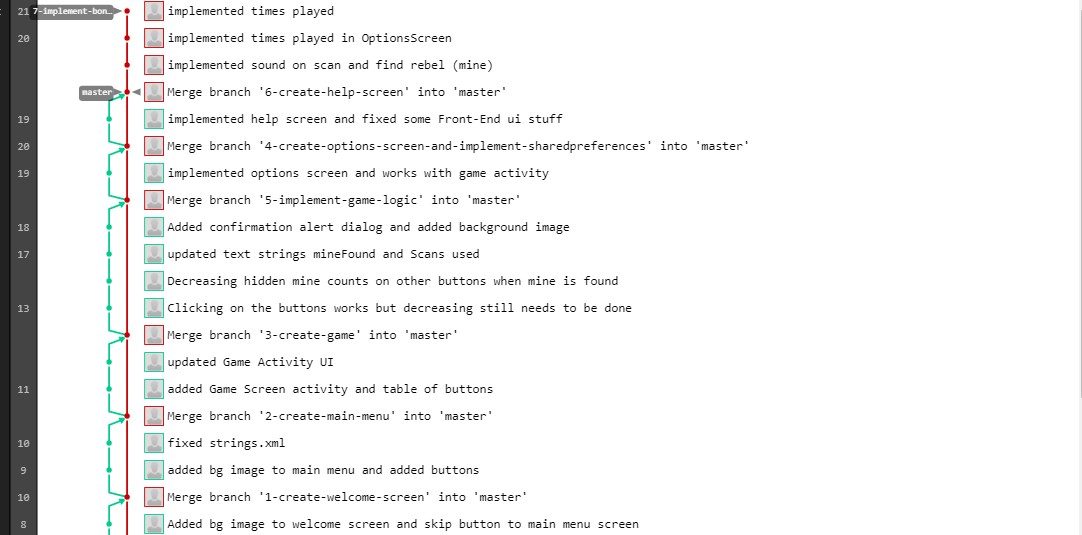 21 7-implement-bon… implemented times played
20 implemented times played in OptionsScreen
implemented sound on scan and find rebel (mine)
master Merge branch '6-create-help-screen' into 'master'
19 implemented help screen and fixed some Front-End ui stuff
20 Merge branch '4-create-options-screen-and-implement-sharedpreferences' into 'master'
19 implemented options screen and works with game activity
Merge branch '5-implement-game-logic' into 'master'
18 Added confirmation alert dialog and added background image
17 updated text strings mineFound and Scans used
Decreasing hidden mine counts on other buttons when mine is found
13 Clicking on the buttons works but decreasing still needs to be done
Merge branch '3-create-game' into 'master'
updated Game Activity UI
11 added Game Screen activity and table of buttons
Merge branch '2-create-main-menu' into 'master'
10 fixed strings.xml
9 added bg image to main menu and added buttons
10 Merge branch '1-create-welcome-screen' into 'master'
8 Added bg image to welcome screen and skip button to main menu screen